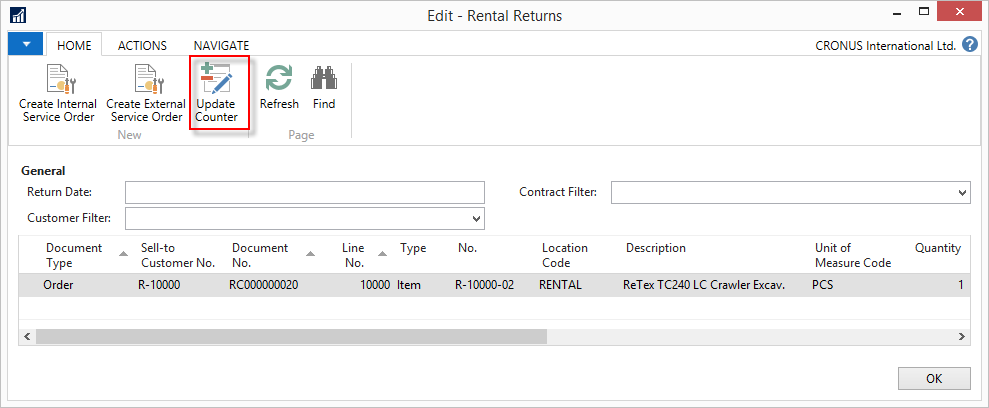 Edit - Rental Returns
HOME ACTIONS NAVIGATE CRONUS International Ltd. ?
Create Internal Create External Update Refresh Find
Service Order Service Order Counter
New Page
General
Return Date: Contract Filter:
Customer Filter:
Document Sell-to Document Line Type No. Location Description Unit of Quantity
Type Customer No. No. No. Code Measure Code
Order R-10000 RC000000020 10000 Item R-10000-02 RENTAL ReTex TC240 LC Crawler Excav. PCS 1
OK